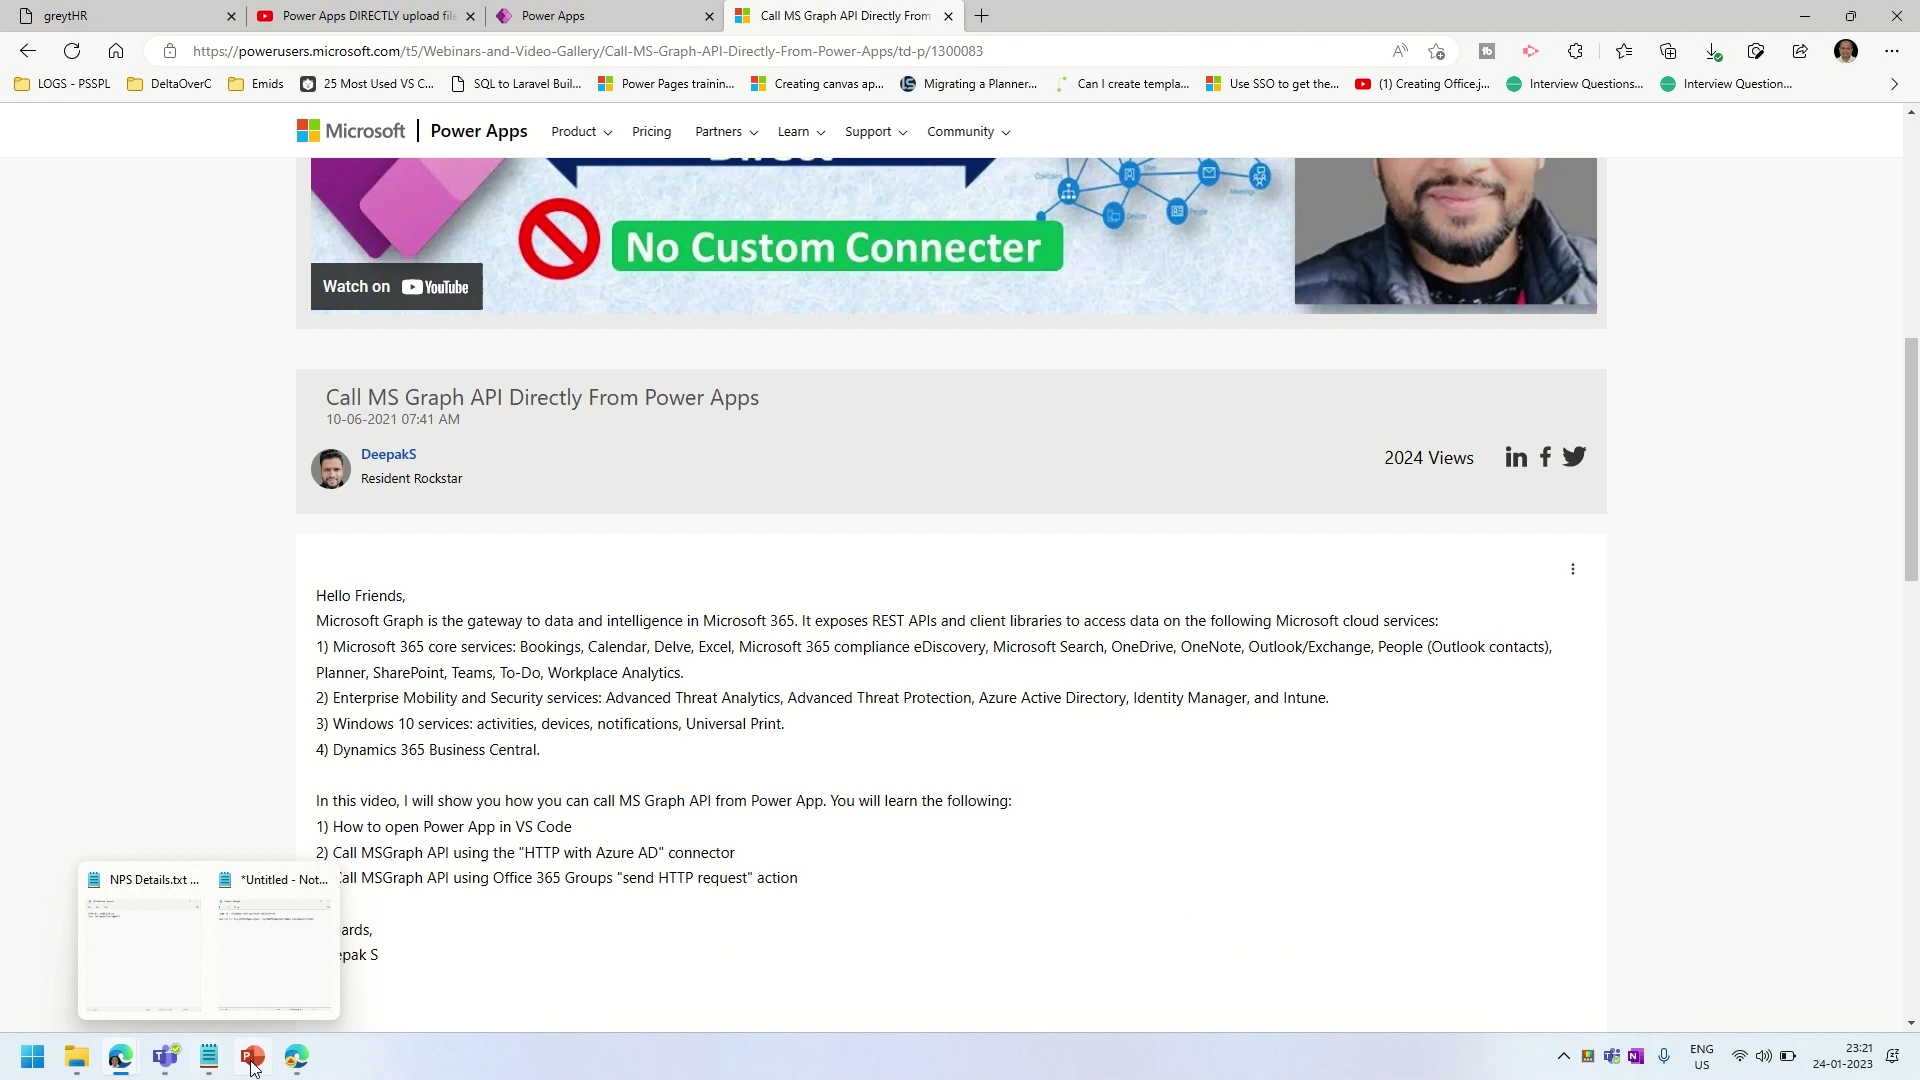 greytHR
Power Apps DIRECTLY upload file
Power Apps
Call MS Graph API Directly From
https://powerusers.microsoft.com/t5/Webinars-and-Video-Gallery/Call-MS-Graph-API-Directly-From-Power-Apps/td-p/1300083
LOGS - PSSPL
DeltaOverC
Emids
25 Most Used VS C...
SQL to Laravel Buil...
Power Pages trainin...
Creating canvas ap...
Migrating a Planner...
Can I create templa...
Use SSO to get the...
(1) Creating Office.j...
Interview Questions...
Interview Question...
Microsoft
Power Apps
Product
Pricing
Partners
Learn
Support
Community
Direct
No Custom Connecter
Watch on YouTube
Call MS Graph API Directly From Power Apps
10-06-2021 07:41 AM
DeepakS
Resident Rockstar
2024 Views
Hello Friends,
Microsoft Graph is the gateway to data and intelligence in Microsoft 365. It exposes REST APIs and client libraries to access data on the following Microsoft cloud services:
1) Microsoft 365 core services: Bookings, Calendar, Delve, Excel, Microsoft 365 compliance eDiscovery, Microsoft Search, OneDrive, OneNote, Outlook/Exchange, People (Outlook contacts),
Planner, SharePoint, Teams, To-Do, Workplace Analytics.
2) Enterprise Mobility and Security services: Advanced Threat Analytics, Advanced Threat Protection, Azure Active Directory, Identity Manager, and Intune.
3) Windows 10 services: activities, devices, notifications, Universal Print.
4) Dynamics 365 Business Central.
In this video, I will show you how you can call MS Graph API from Power App. You will learn the following:
1) How to open Power App in VS Code
2) Call MSGraph API using the "HTTP with Azure AD" connector
Call MSGraph API using Office 365 Groups "send HTTP request" action
ards,
epak S
NPS Details.txt ...
*Untitled - Not...
ENG
US
23:21
24-01-2023